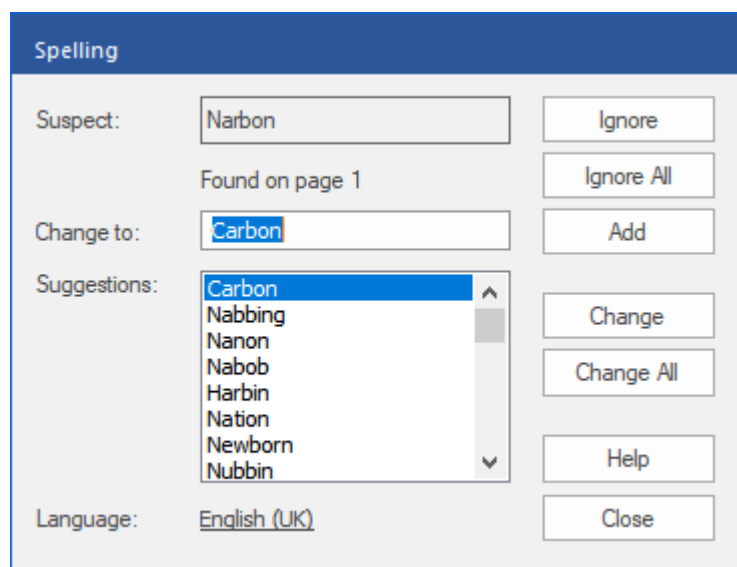 Spelling
Suspect: Narbon Ignore
Found on page 1 Ignore All
Change to: Carbon Add
Suggestions: Carbon
Nabbing
Nanon
Nabob
Harbin
Nation
Newborn
Nubbin
Change
Change All
Help
Language: English (UK) Close